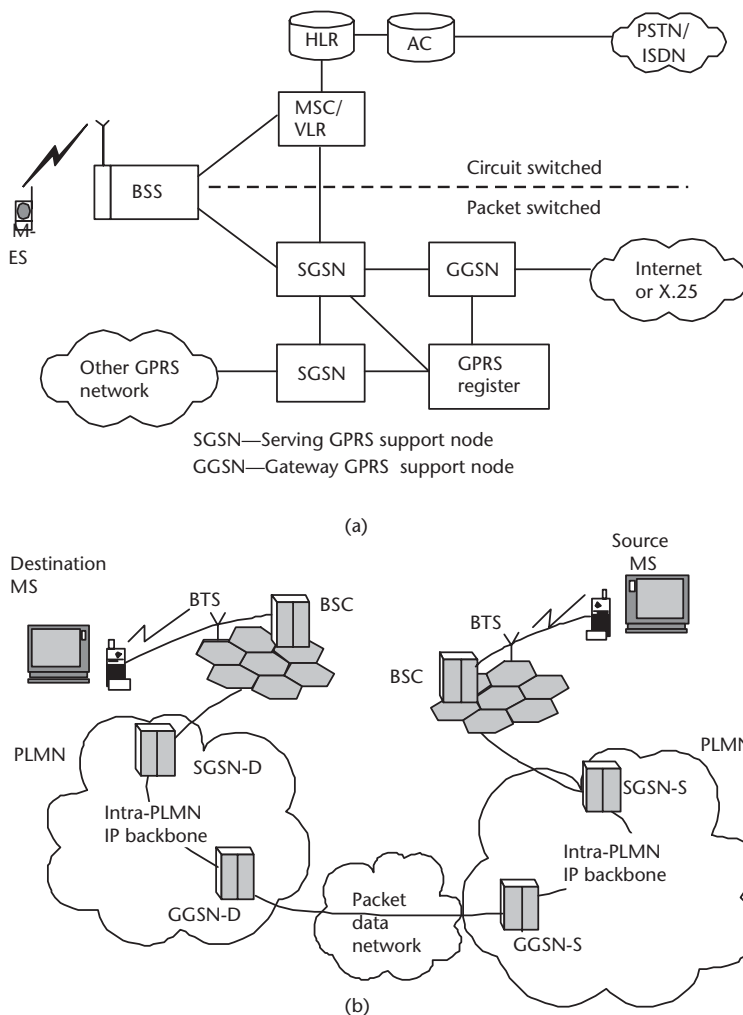 HLR
AC
PSTN/
ISDN
MSC/
VLR
Circuit switched
BSS
Packet switched
M-
ES
SGSN
GGSN
Internet
or X.25
Other GPRS
network
SGSN
GPRS
register
SGSN—Serving GPRS support node
GGSN—Gateway GPRS support node
(a)
Destination
MS
Source
MS
BTS
BSC
BTS
BSC
PLMN
SGSN-D
PLMN
SGSN-S
Intra-PLMN
IP backbone
Intra-PLMN
IP backbone
GGSN-D
Packet
data
network
GGSN-S
(b)